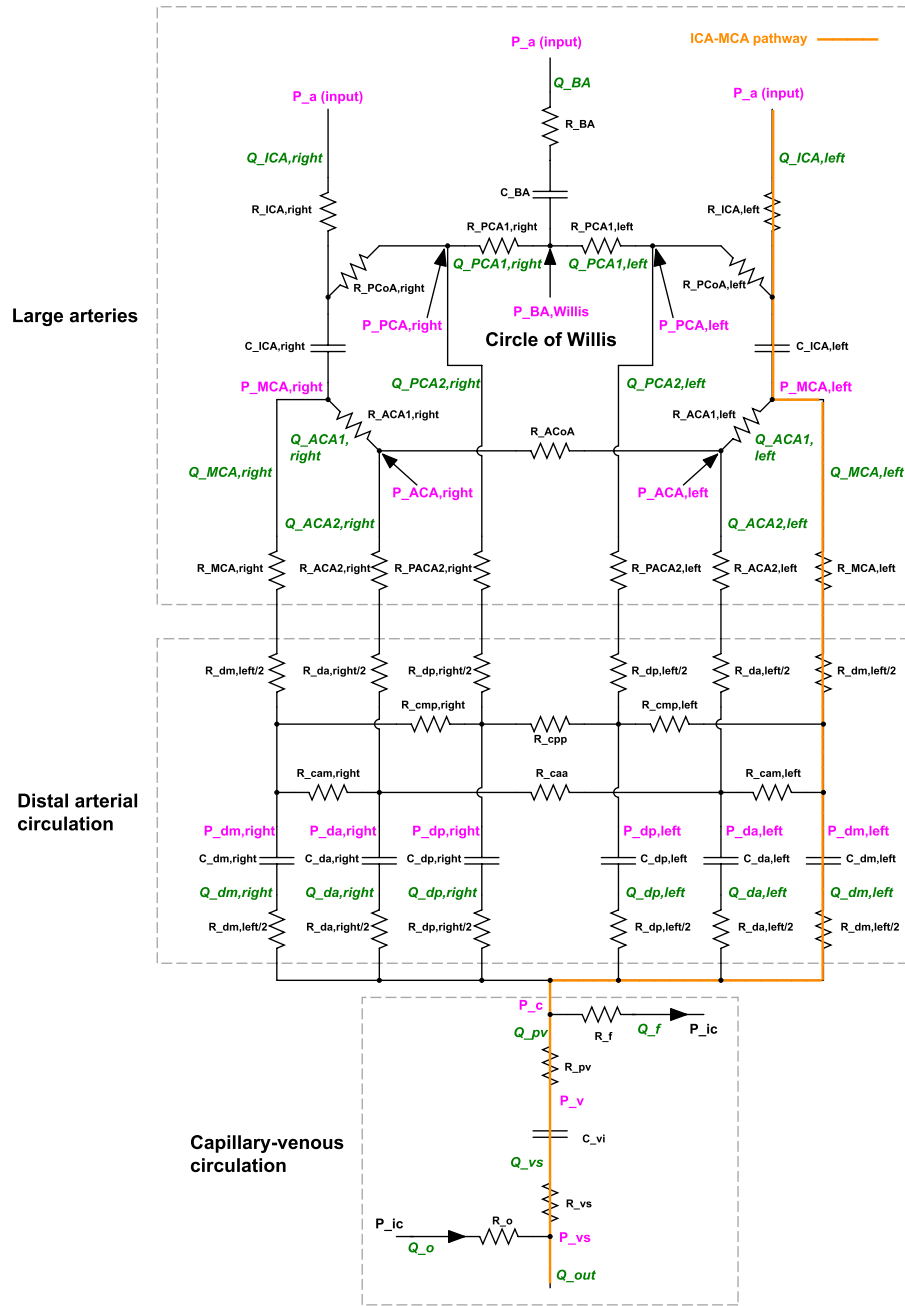 P_a (input)
ICA-MCA pathway
Q_BA
P_a (input)
P_a (input)
R_BA
Q_ICA,right
Q_ICA,left
C_BA
R_ICA,right
R_ICA,left
R_PCA1,right
R_PCA1,left
Q_PCA1,right
Q_PCA1,left
R_PCoA,right
R_PCoA,left
P_BA,Willis
Large arteries
P_PCA,right
P_PCA,left
Circle of Willis
C_ICA,right
C_ICA,left
P_MCA,right
Q_PCA2,right
Q_PCA2,left
P_MCA,left
R_ACA1,right
R_ACA1,left
R_ACoA
Q_ACA1,
right
Q_ACA1,
left
Q_MCA,right
Q_MCA,left
P_ACA,right
P_ACA,left
Q_ACA2,right
Q_ACA2,left
R_MCA,right
R_ACA2,right
R_PACA2,right
R_PACA2,left
R_ACA2,left
R_MCA,left
R_dm,left/2
R_da,right/2
R_dp,right/2
R_dp,left/2
R_da,left/2
R_dm,left/2
R_cmp,right
R_cmp,left
R_cpp
R_cam,right
R_caa
R_cam,left
Distal arterial
circulation
P_dm,right
P_da,right
P_dp,right
P_dp,left
P_da,left
P_dm,left
C_dm,right
C_da,right
C_dp,right
C_dp,left
C_da,left
C_dm,left
Q_dm,right
Q_da,right
Q_dp,right
Q_dp,left
Q_da,left
Q_dm,left
R_dm,left/2
R_da,right/2
R_dp,right/2
R_dp,left/2
R_da,left/2
R_dm,left/2
P_c
Q_pv
R_f
Q_f
P_ic
R_pv
P_v
Capillary-venous
circulation
C_vi
Q_vs
R_vs
P_ic
R_o
Q_o
P_vs
Q_out